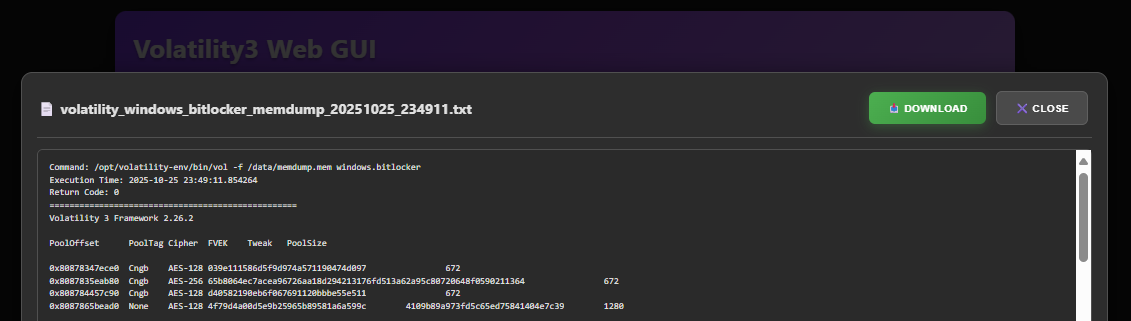 Volatility3 Web GUI
volatility_windows_bitlocker_memdump_20251025_234911.txt
DOWNLOAD
CLOSE
Command: /opt/volatility-env/bin/vol -f /data/memdump.mem windows.bitlocker
Execution Time: 2025-10-25 23:49:11.854264
Return Code: 0
==================================================
Volatility 3 Framework 2.26.2
PoolOffset PoolTag Cipher FVEK Tweak PoolSize
0x80878347ece0 Cngb AES-128 039e111586d5f9d974a571190474d097 672
0x8087835eab80 Cngb AES-256 65b8064ec7acea96726aa18d294213176fd513a62a95c80720648f0590211364 672
0x808784457c90 Cngb AES-128 d40582190eb6f067691120bbbe55e511 672
0x8087865bead0 None AES-128 4f79d4a00d5e9b25965b89581a6a599c 4109b89a973fd5c65ed75841404e7c39 1280